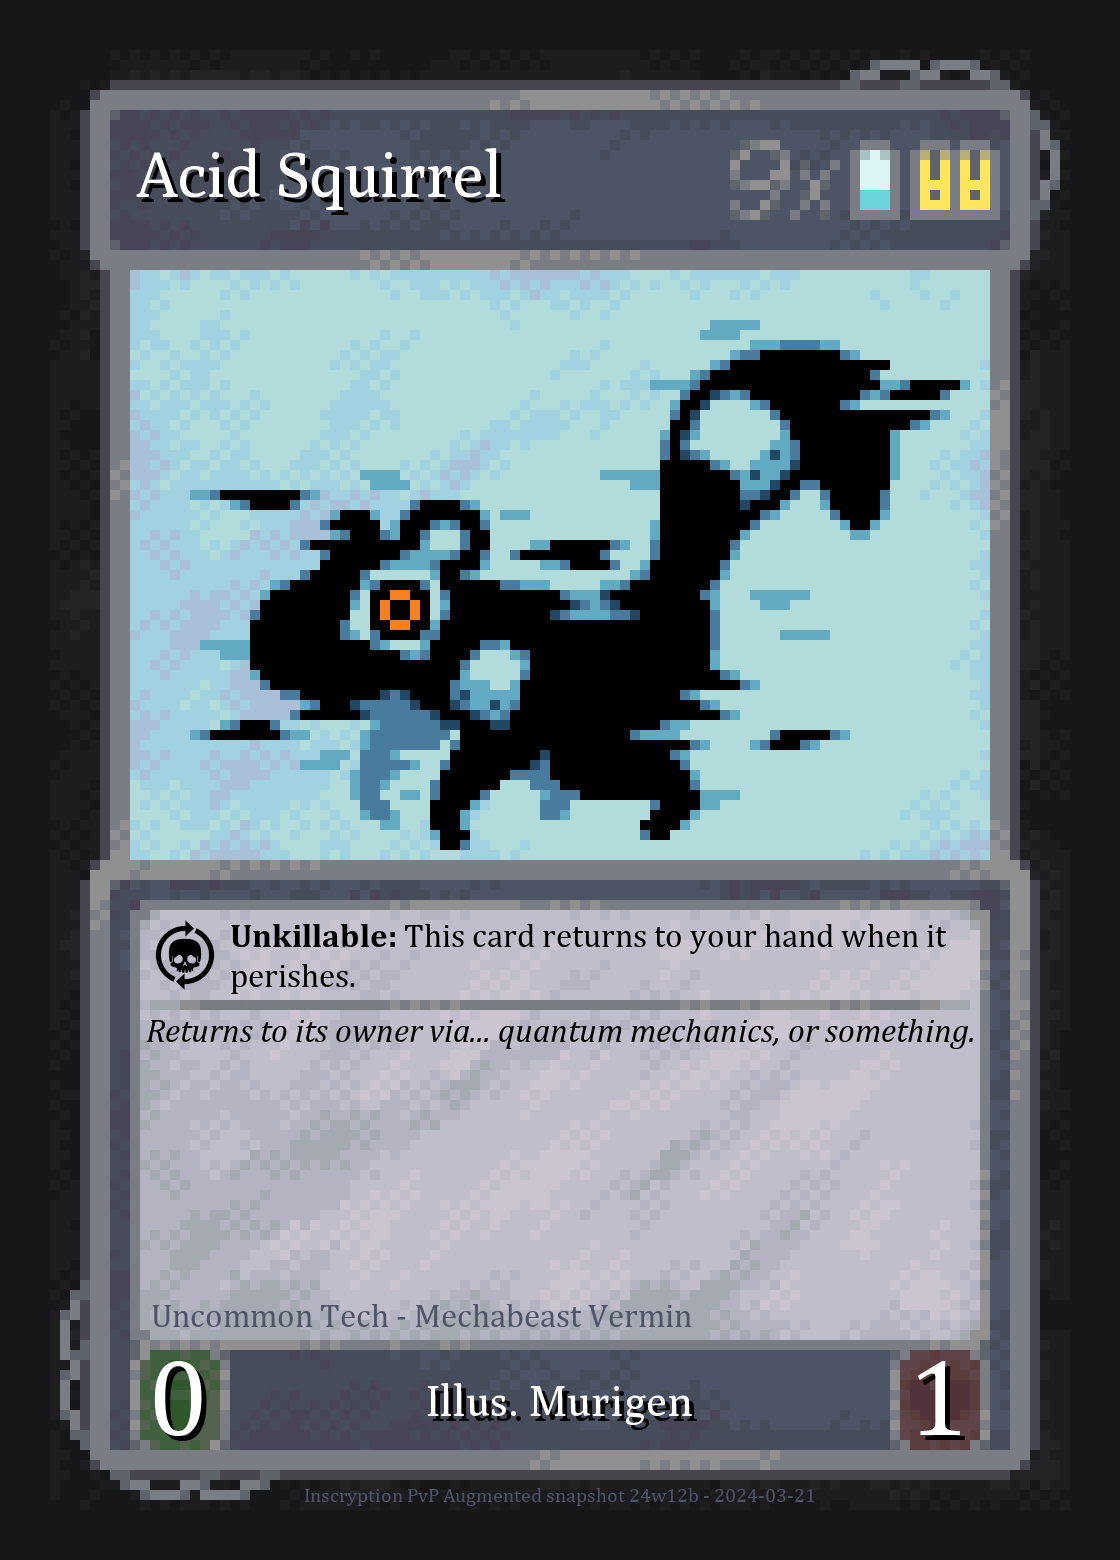 Acid Squirrel 9x
Unkillable: This card returns to your hand when it
perishes.
Returns to its owner via... quantum mechanics, or something.
Uncommon Tech - Mechabeast Vermin
0 Illus. Murigen 1
Inscryption PvP Augmented snapshot 24w12b - 2024-03-21